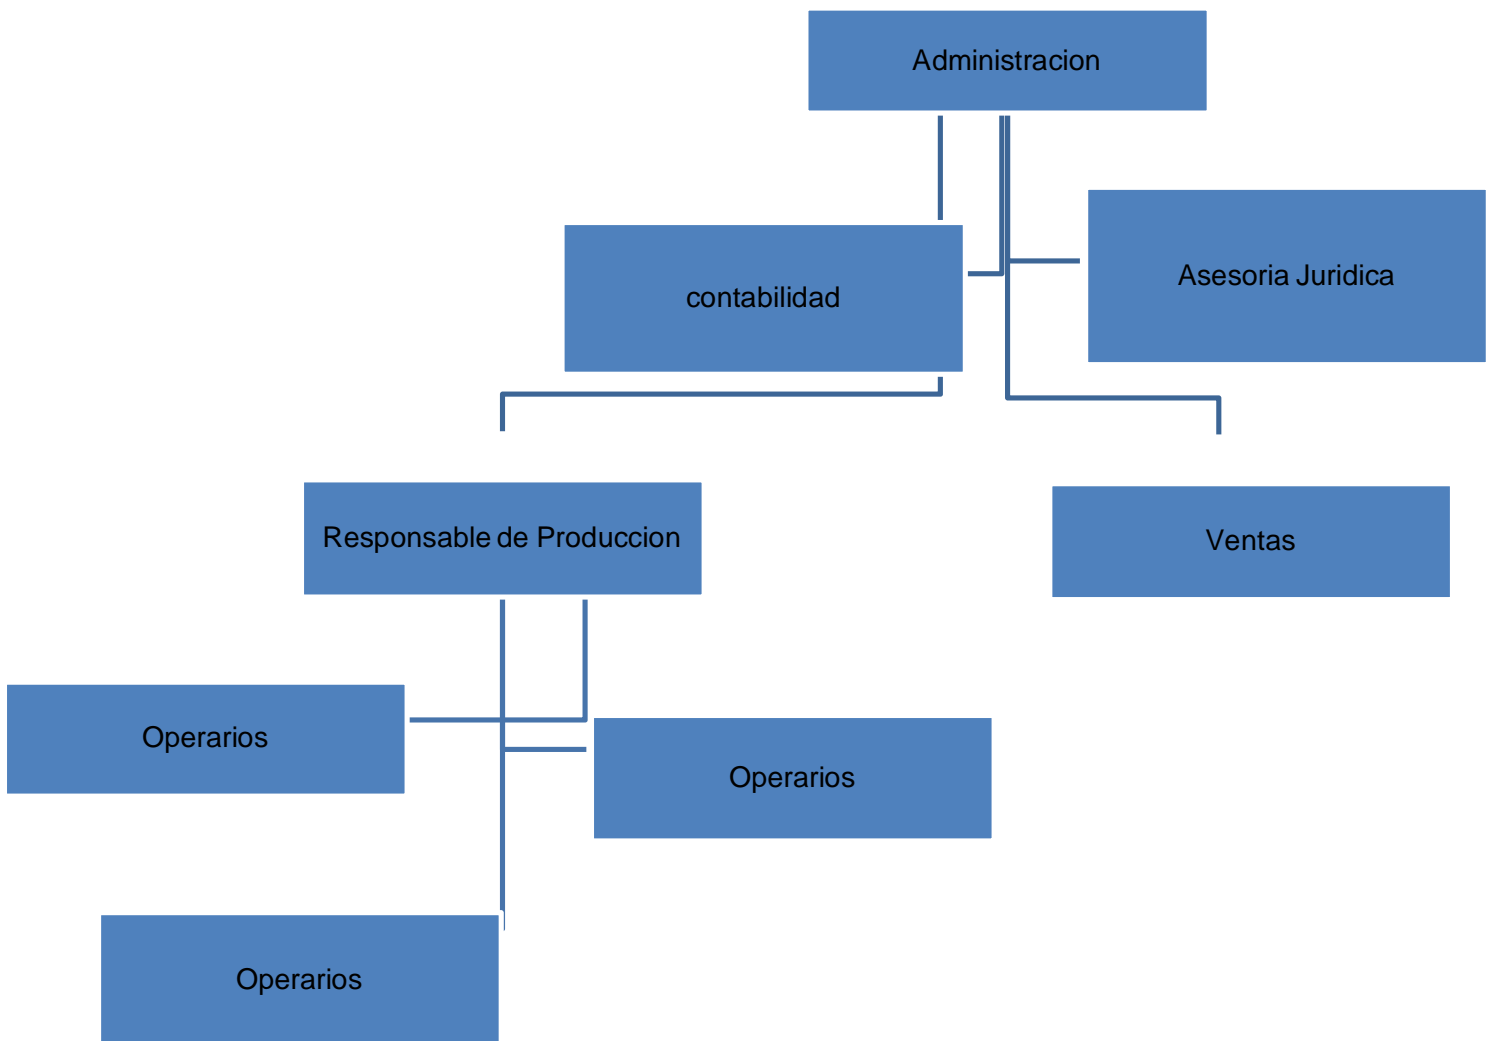 Administracion
Asesoria Juridica
contabilidad
Responsable de Produccion
Ventas
Operarios
Operarios
Operarios